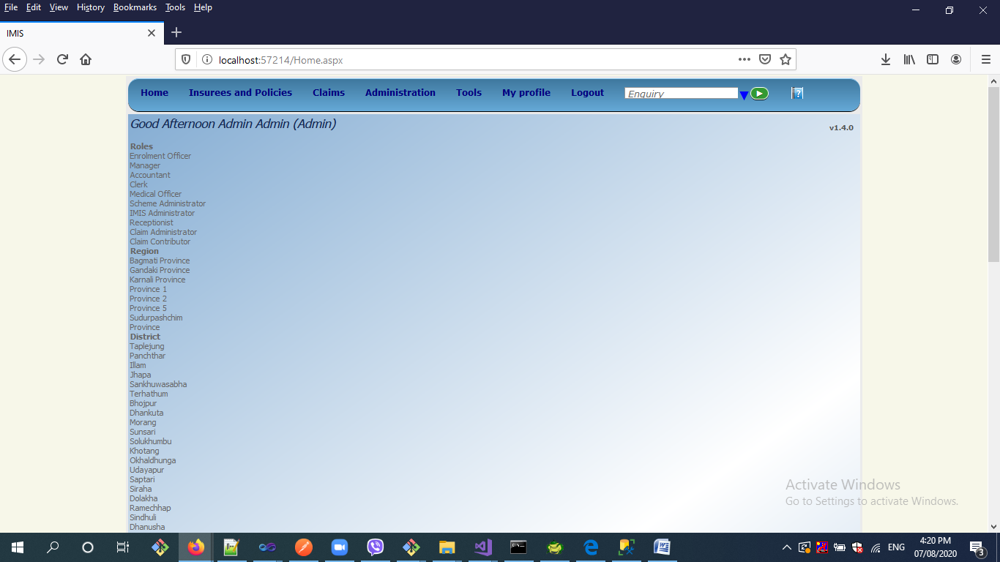 File Edit View History Bookmarks Tools Help
IMIS
localhost:57214/Home.aspx
Home Insurees and Policies Claims Administration Tools My profile Logout Enquiry ?
Good Afternoon Admin Admin (Admin)
v1.4.0
Roles
Enrolment Officer
Manager
Accountant
Clerk
Medical Officer
Scheme Administrator
IMIS Administrator
Receptionist
Claim Administrator
Claim Contributor
Region
Bagmati Province
Gandaki Province
Karnali Province
Province 1
Province 2
Province 5
Sudurpashchim
Province
District
Taplejung
Panchthar
Illam
Jhapa
Sankhuwasabha
Terhathum
Bhojpur
Dhankuta
Morang
Sunsari
Solukhumbu
Khotang
Okhaldhunga
Udayapur
Saptari
Siraha
Dolakha
Ramechhap
Sindhuli
Dhanusha
Activate Windows
Go to Settings to activate Windows.
ENG
4:20 PM
07/08/2020
3